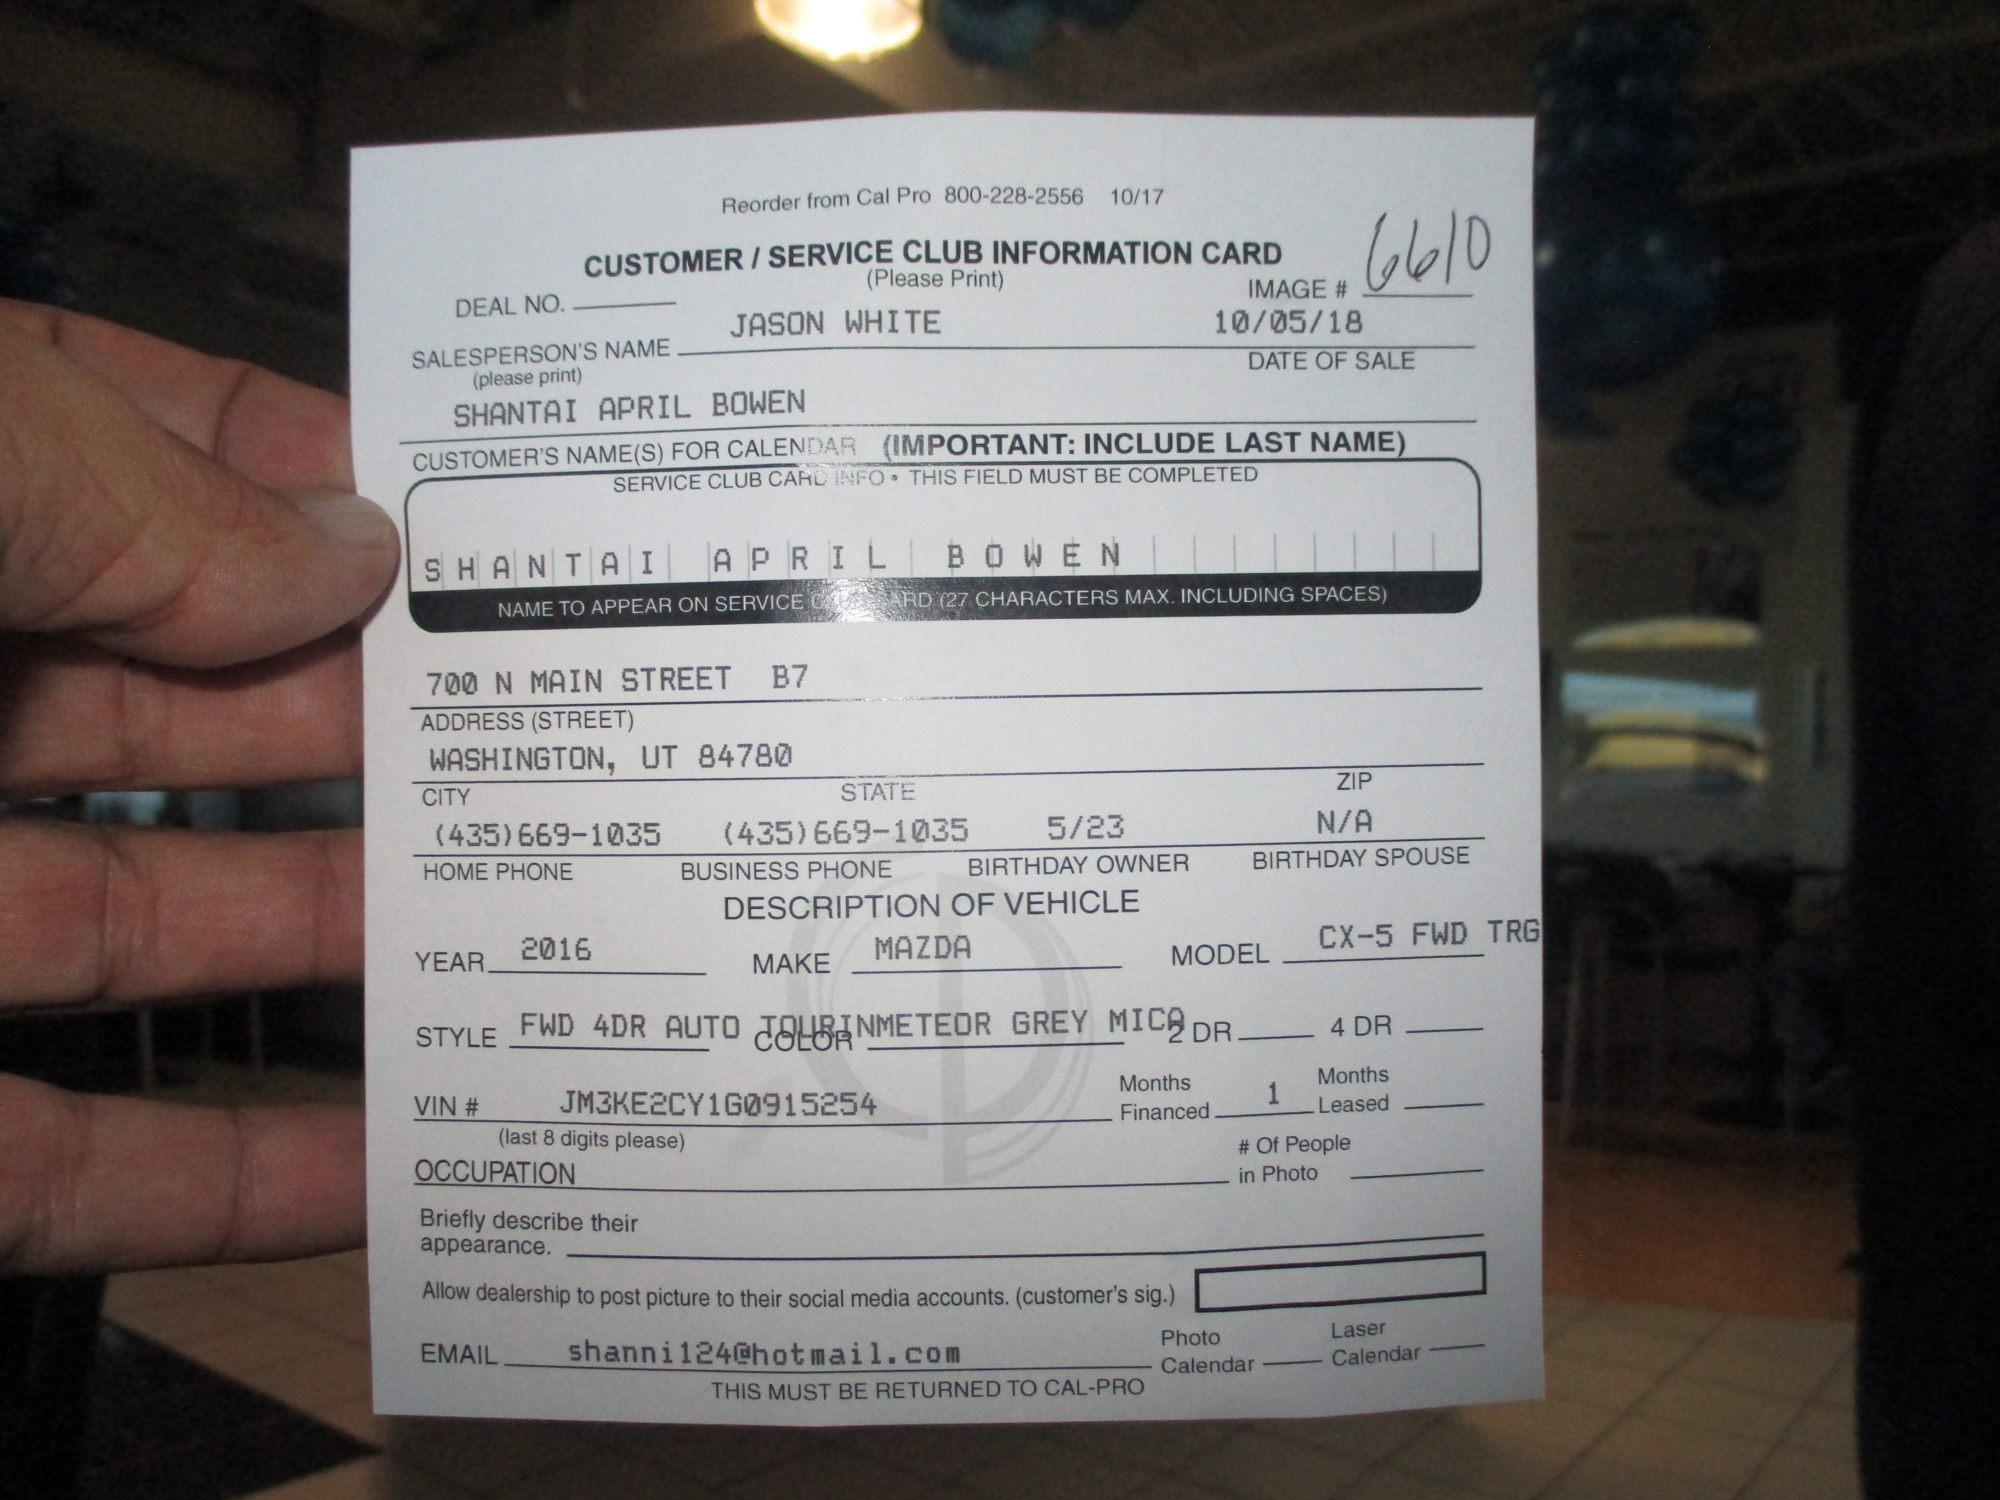 Reorder from Cal Pro 800-228-2556 10/17
CUSTOMER / SERVICE CLUB INFORMATION CARD
(Please Print)
DEAL NO. IMAGE # 6610
JASON WHITE 10/05/18
SALESPERSON'S NAME DATE OF SALE
(please print)
SHANTAI APRIL BOWEN
CUSTOMER'S NAME(S) FOR CALENDAR (IMPORTANT: INCLUDE LAST NAME)
SERVICE CLUB CARD INFO • THIS FIELD MUST BE COMPLETED
SHANTAI APRIL BOWEN
NAME TO APPEAR ON SERVICE CARD (27 CHARACTERS MAX. INCLUDING SPACES)
700 N MAIN STREET B7
ADDRESS (STREET)
WASHINGTON, UT 84780
CITY STATE ZIP
(435)669-1035 (435)669-1035 5/23 N/A
HOME PHONE BUSINESS PHONE BIRTHDAY OWNER BIRTHDAY SPOUSE
DESCRIPTION OF VEHICLE
YEAR 2016 MAKE MAZDA MODEL CX-5 FWD TRG
STYLE FWD 4DR AUTO TOURINMETEOR GREY MICA COLOR 2 DR 4 DR
VIN # JM3KE2CY1G0915254 Months Financed 1 Months Leased
(last 8 digits please)
OCCUPATION # Of People in Photo
Briefly describe their
appearance.
Allow dealership to post picture to their social media accounts. (customer's sig.)
EMAIL shanni124@hotmail.com Photo Calendar Laser Calendar
THIS MUST BE RETURNED TO CAL-PRO